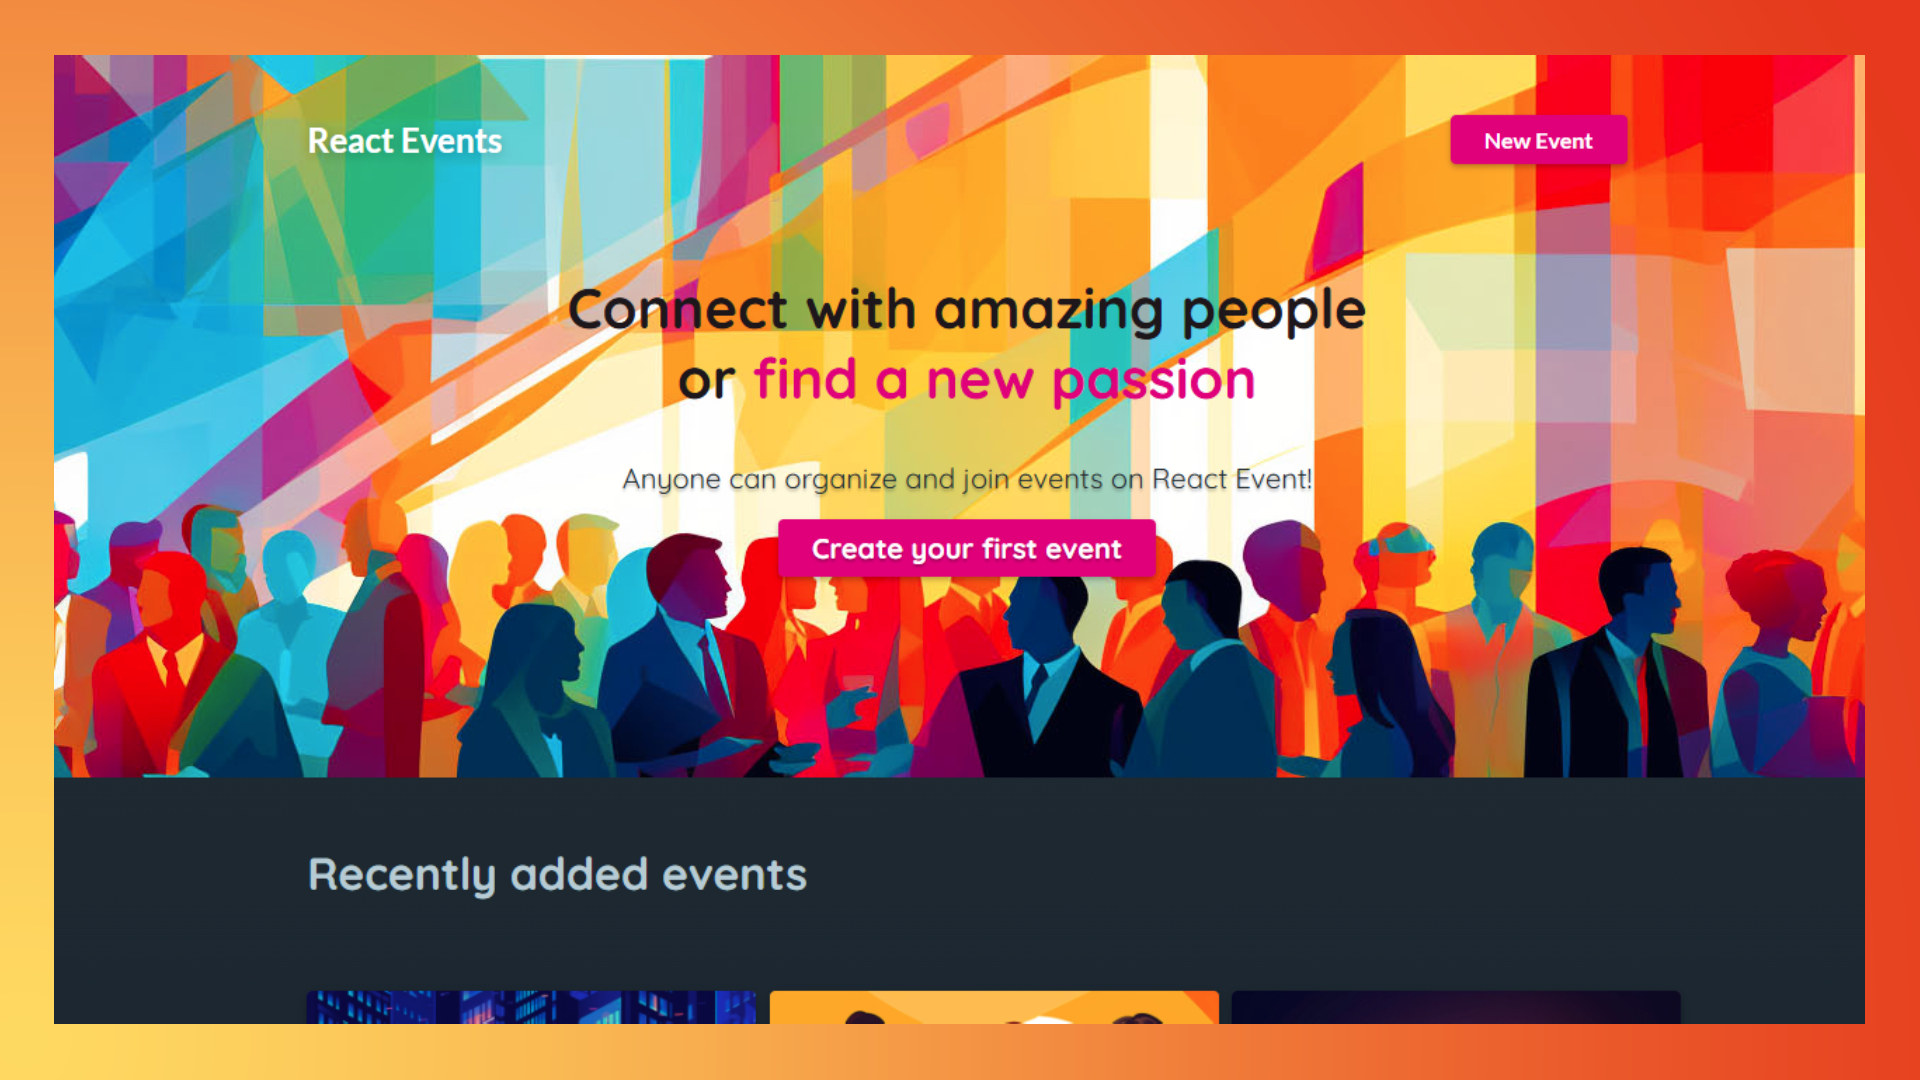 React Events
New Event
Connect with amazing people
or find a new passion
Anyone can organize and join events on React Event!
Create your first event
Recently added events